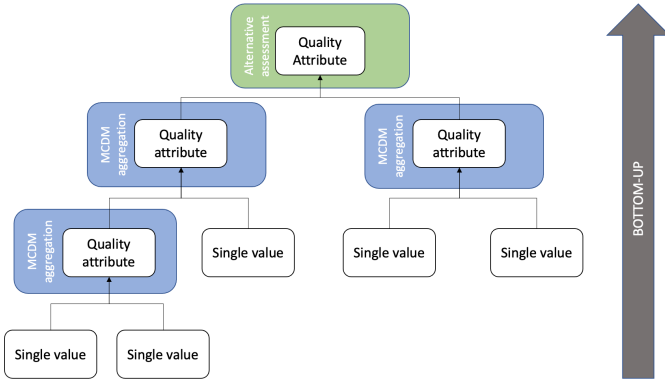 Alternative
assessment
Quality
Attribute
MCDM
aggregation
Quality
attribute
MCDM
aggregation
Quality
attribute
BOTTOM-UP
MCDM
aggregation
Quality
attribute
Single value
Single value
Single value
Single value
Single value